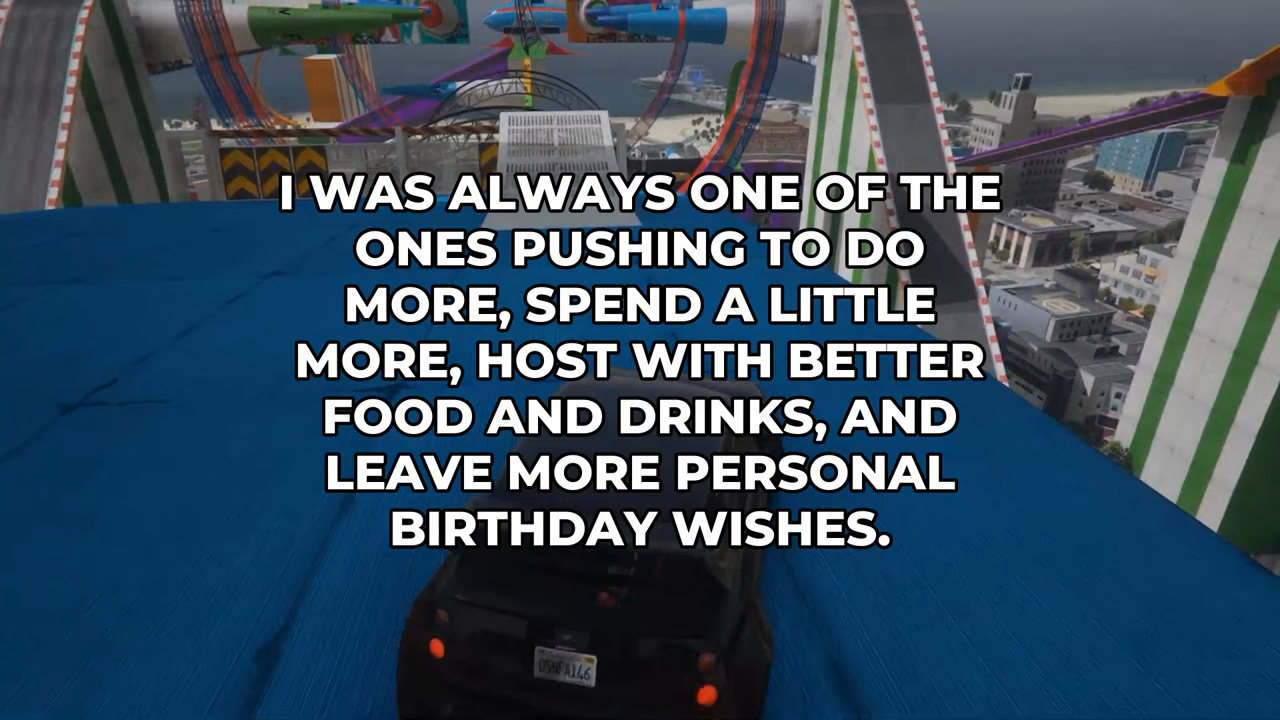 I WAS ALWAYS ONE OF THE
ONES PUSHING TO DO
MORE, SPEND A LITTLE
MORE, HOST WITH BETTER
FOOD AND DRINKS, AND
LEAVE MORE PERSONAL
BIRTHDAY WISHES.